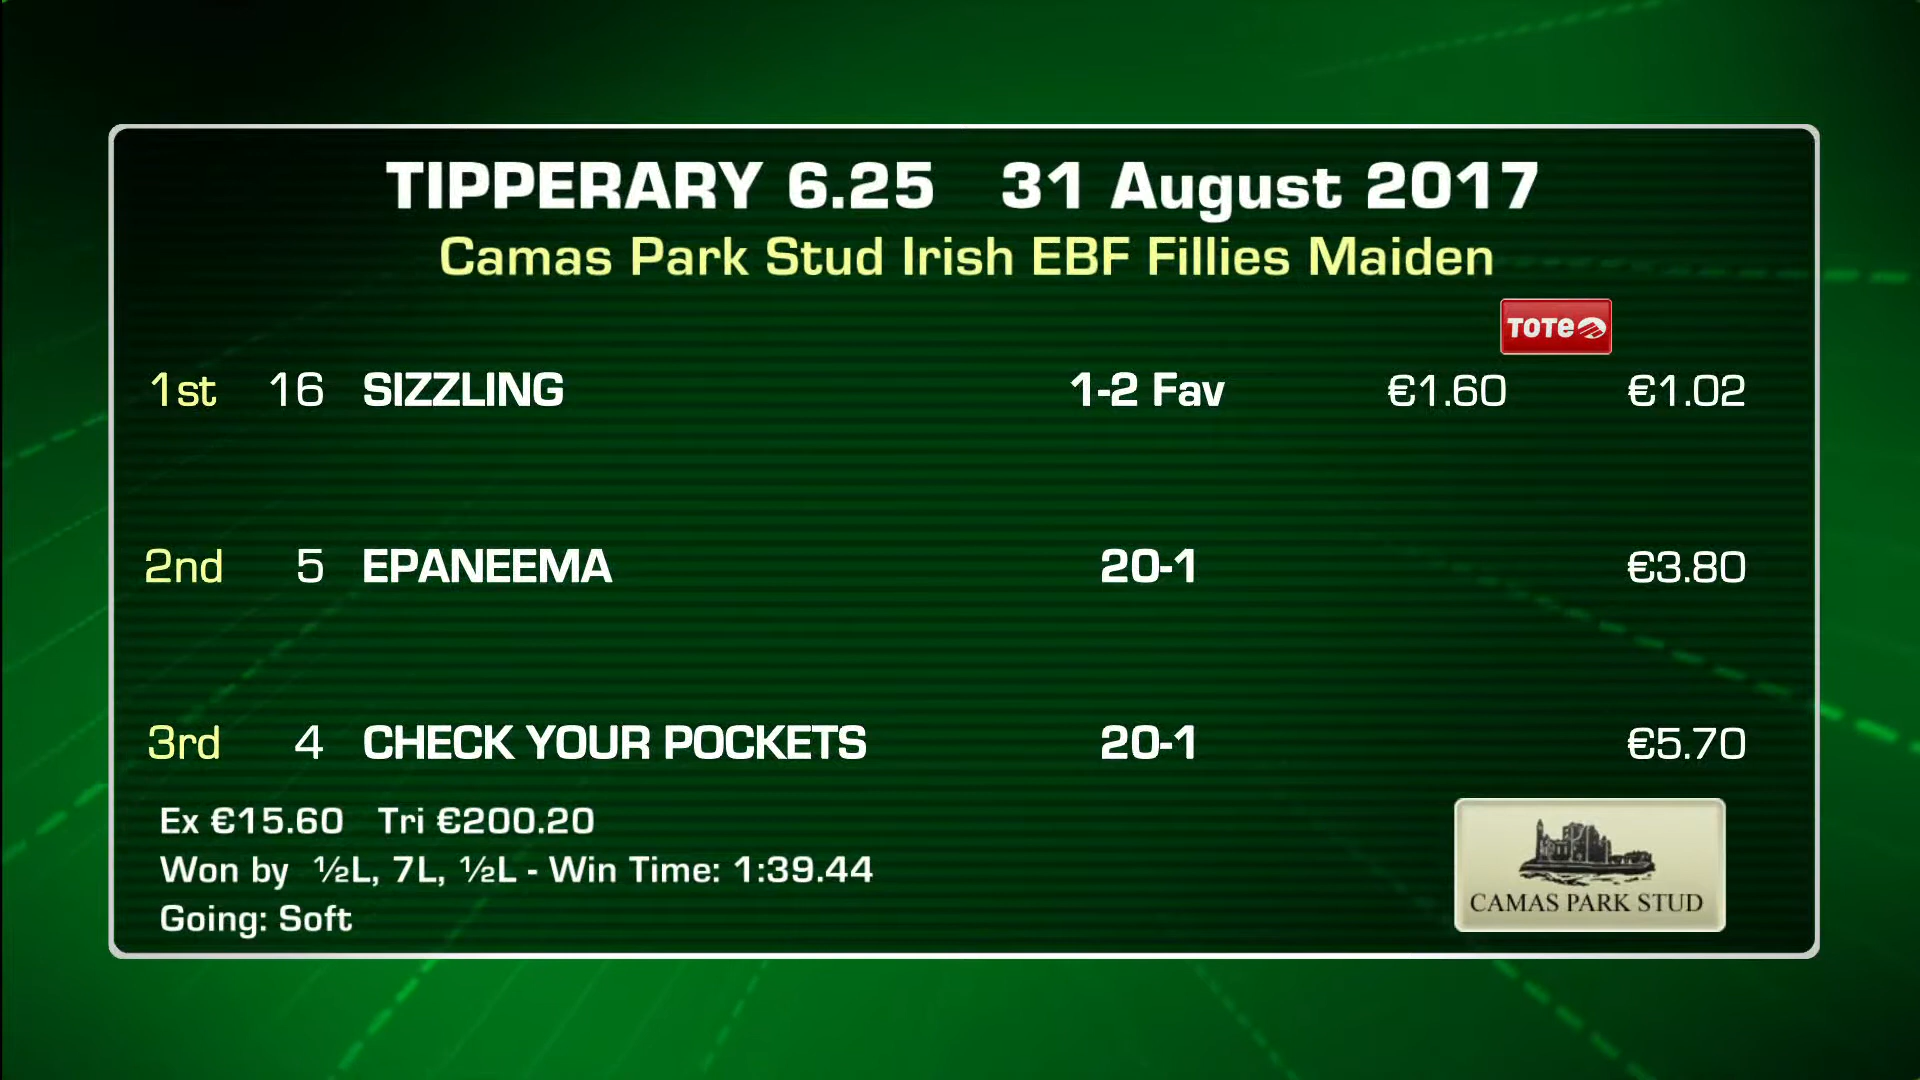 TIPPERARY 6.25 31 August 2017
Camas Park Stud Irish EBF Fillies Maiden
TOTE
1st 16 SIZZLING 1-2 Fav €1.60 €1.02
2nd 5 EPANEEMA 20-1 €3.80
3rd 4 CHECK YOUR POCKETS 20-1 €5.70
Ex €15.60 Tri €200.20
Won by ½L, 7L, ½L - Win Time: 1:39.44
Going: Soft
CAMAS PARK STUD